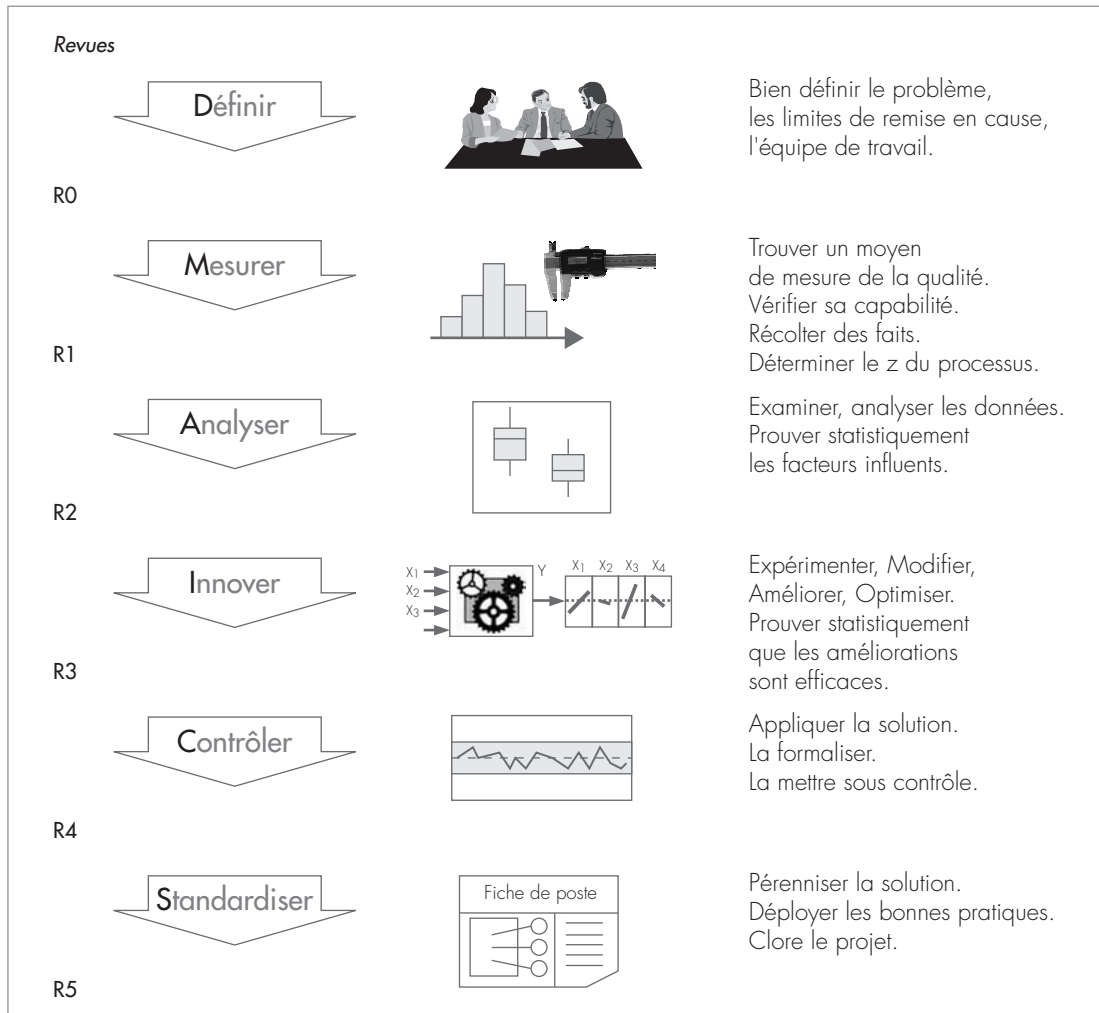 Revues
Définir
Bien définir le problème,
les limites de remise en cause,
l'équipe de travail.
R0
Mesurer
Trouver un moyen
de mesure de la qualité.
Vérifier sa capabilité.
Récolter des faits.
Déterminer le z du processus.
R1
Analyser
Examiner, analyser les données.
Prouver statistiquement
les facteurs influents.
R2
Innover
X1
X2
X3
Y
X1 X2 X3 X4
Expérimenter, Modifier,
Améliorer, Optimiser.
Prouver statistiquement
que les améliorations
sont efficaces.
R3
Contrôler
Appliquer la solution.
La formaliser.
La mettre sous contrôle.
R4
Standardiser
Fiche de poste
Pérenniser la solution.
Déployer les bonnes pratiques.
Clore le projet.
R5